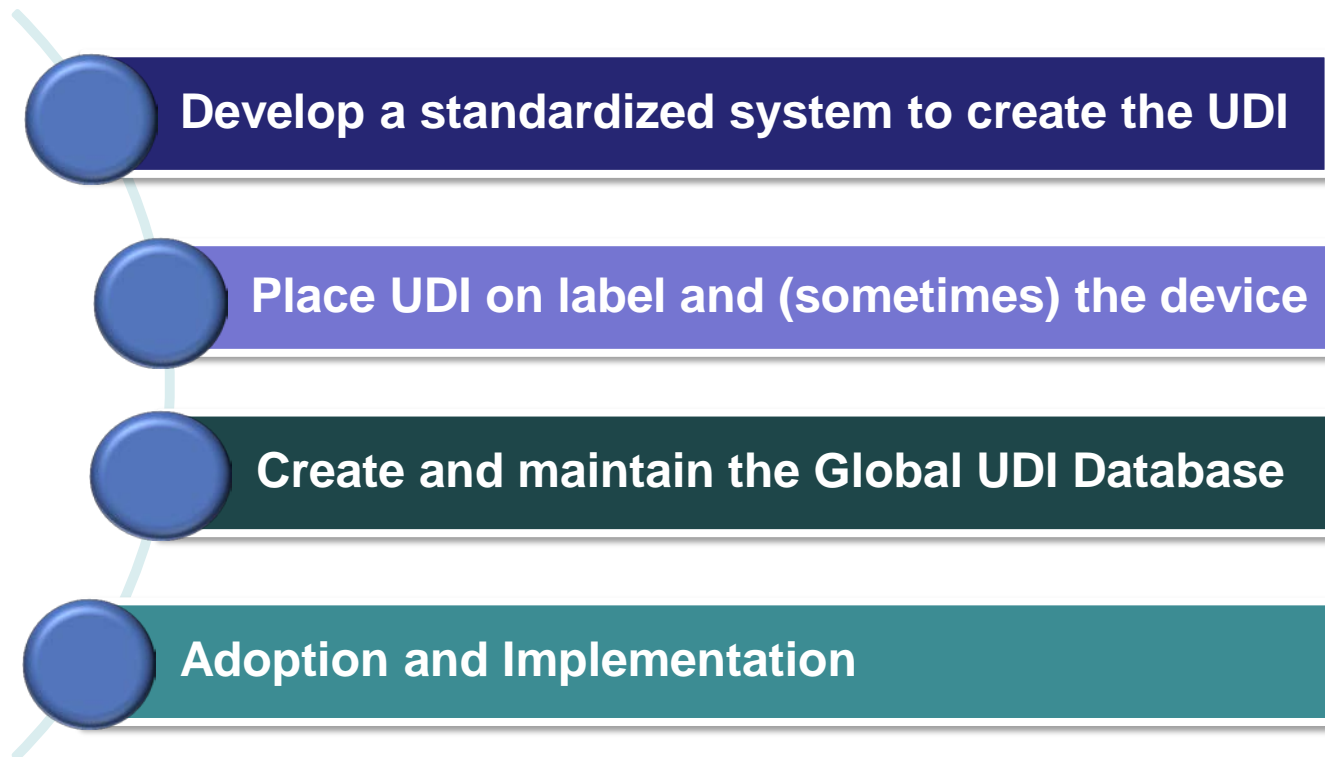 Develop a standardized system to create the UDI
Place UDI on label and (sometimes) the device
Create and maintain the Global UDI Database
Adoption and Implementation